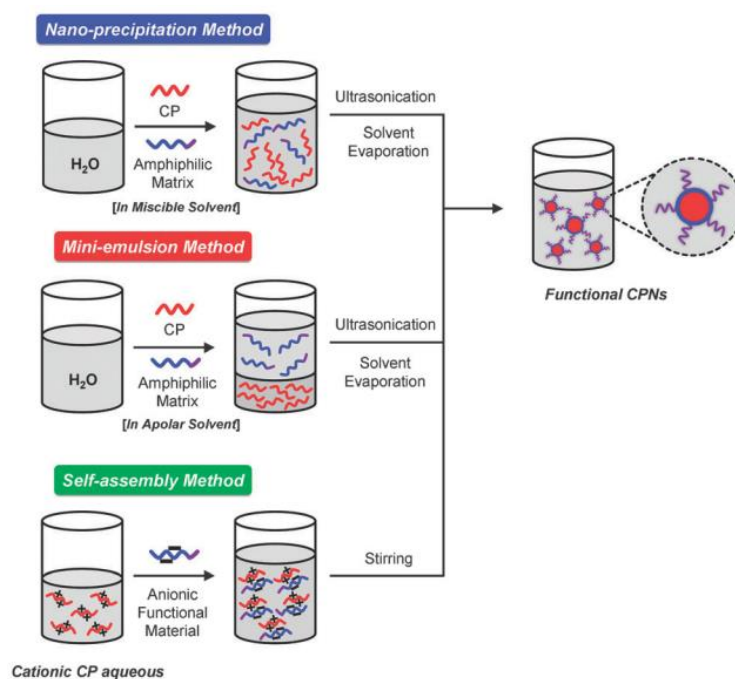 Nano-precipitation Method
H₂O
CP
Amphiphilic
Matrix
[In Miscible Solvent]
Ultrasonication
Solvent
Evaporation
Mini-emulsion Method
H₂O
CP
Amphiphilic
Matrix
[In Apolar Solvent]
Ultrasonication
Solvent
Evaporation
Functional CPNs
Self-assembly Method
Anionic
Functional
Material
Stirring
Cationic CP aqueous